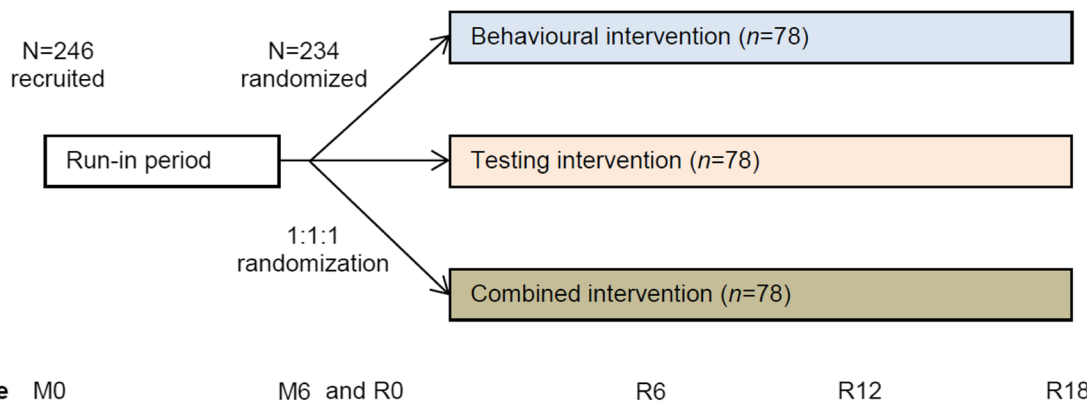 N=246
recruited
N=234
randomized
Run-in period
1:1:1
randomization
Behavioural intervention (n=78)
Testing intervention (n=78)
Combined intervention (n=78)
M0 M6 and R0 R6 R12 R18